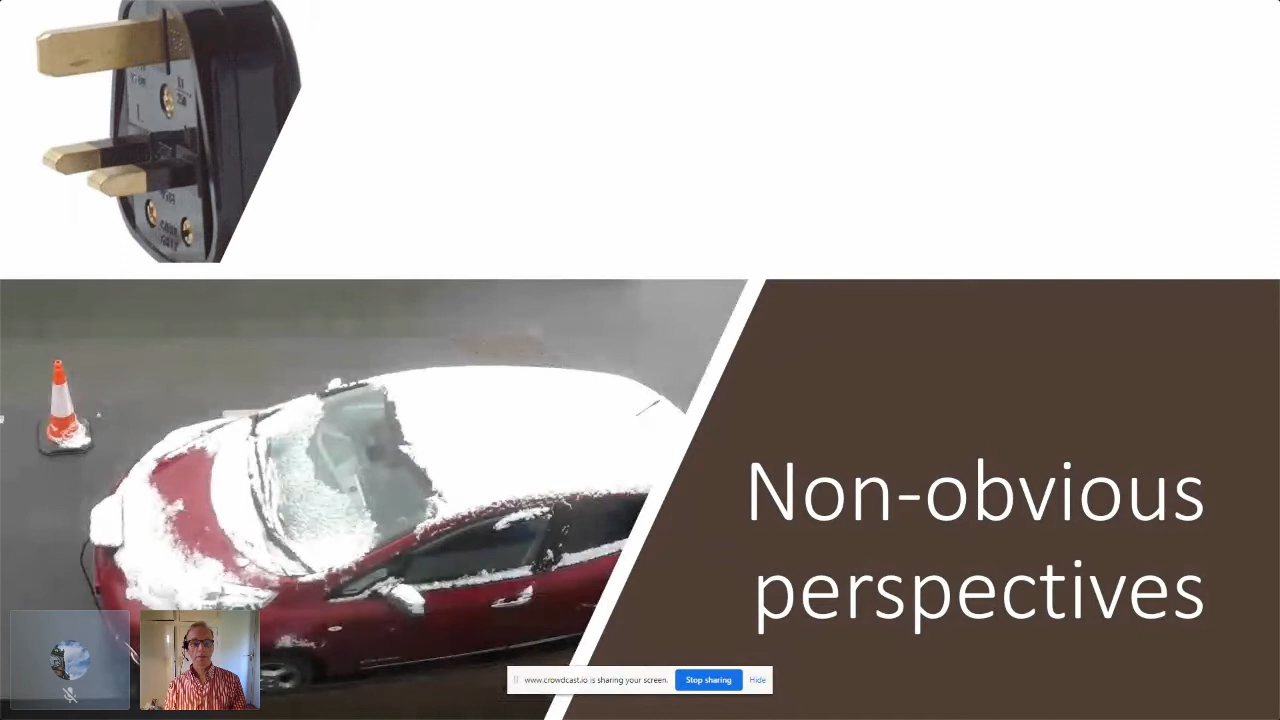 Non-obvious
perspectives
www.crowdcast.io is sharing your screen.
Stop sharing
Hide